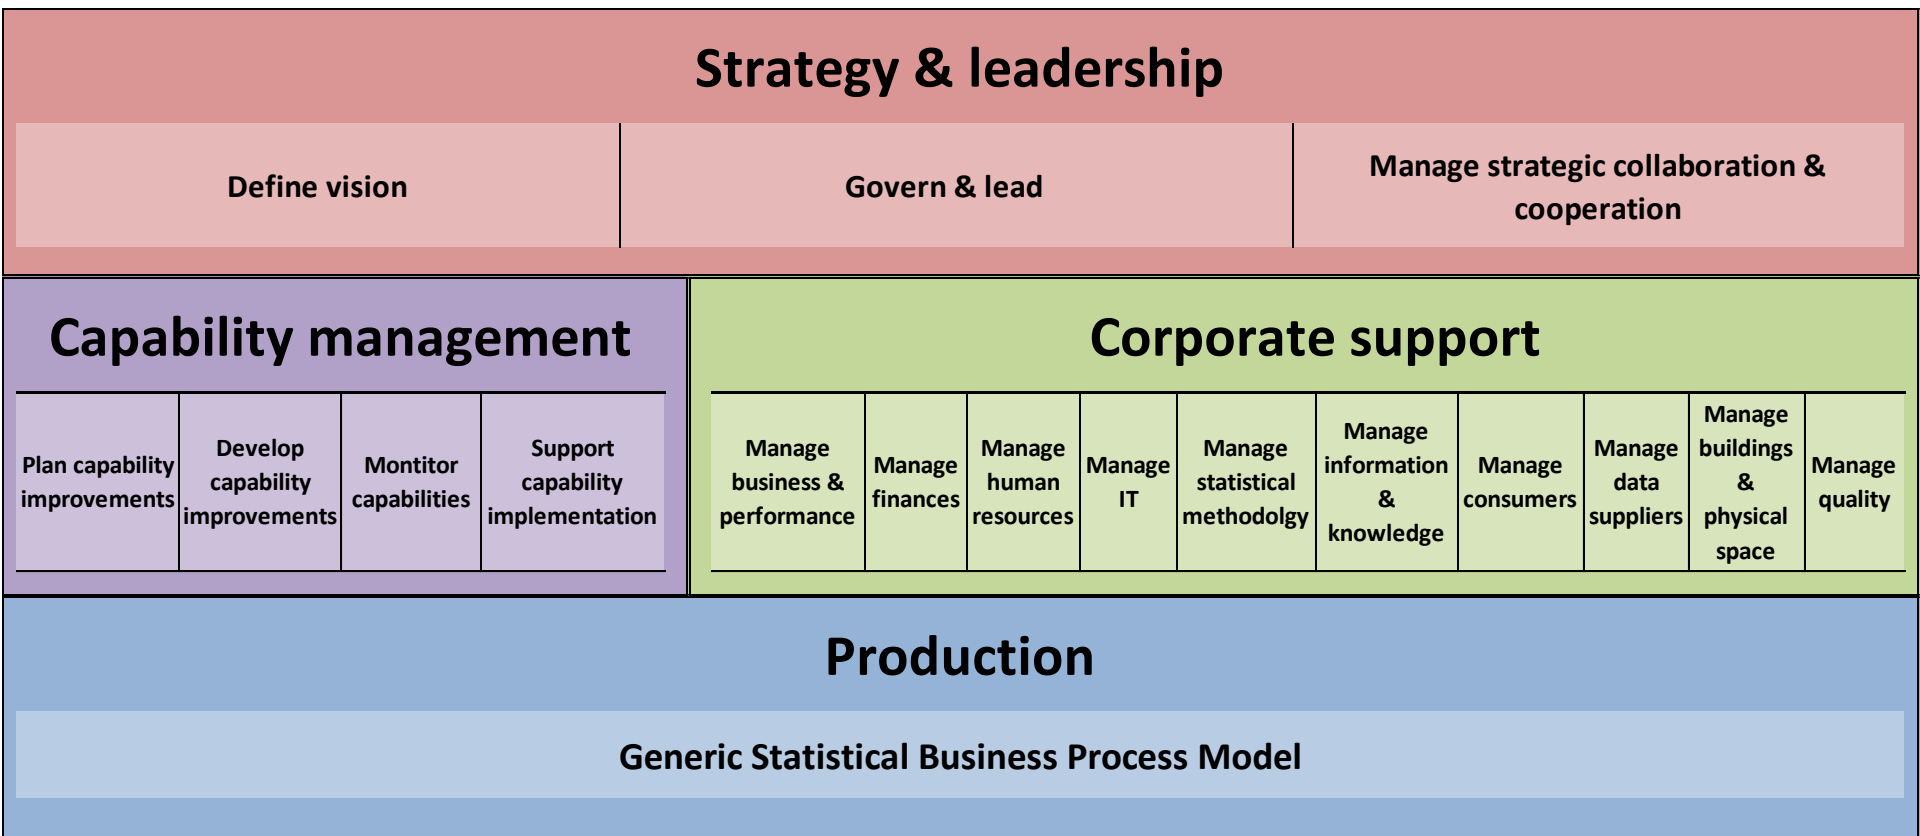 Strategy & leadership
Define vision
Govern & lead
Manage strategic collaboration &
cooperation
Capability management
Plan capability
improvements
Develop
capability
improvements
Montitor
capabilities
Support
capability
implementation
Corporate support
Manage
business &
performance
Manage
finances
Manage
human
resources
Manage
IT
Manage
statistical
methodolgy
Manage
information
&
knowledge
Manage
consumers
Manage
data
suppliers
Manage
buildings
&
physical
space
Manage
quality
Production
Generic Statistical Business Process Model